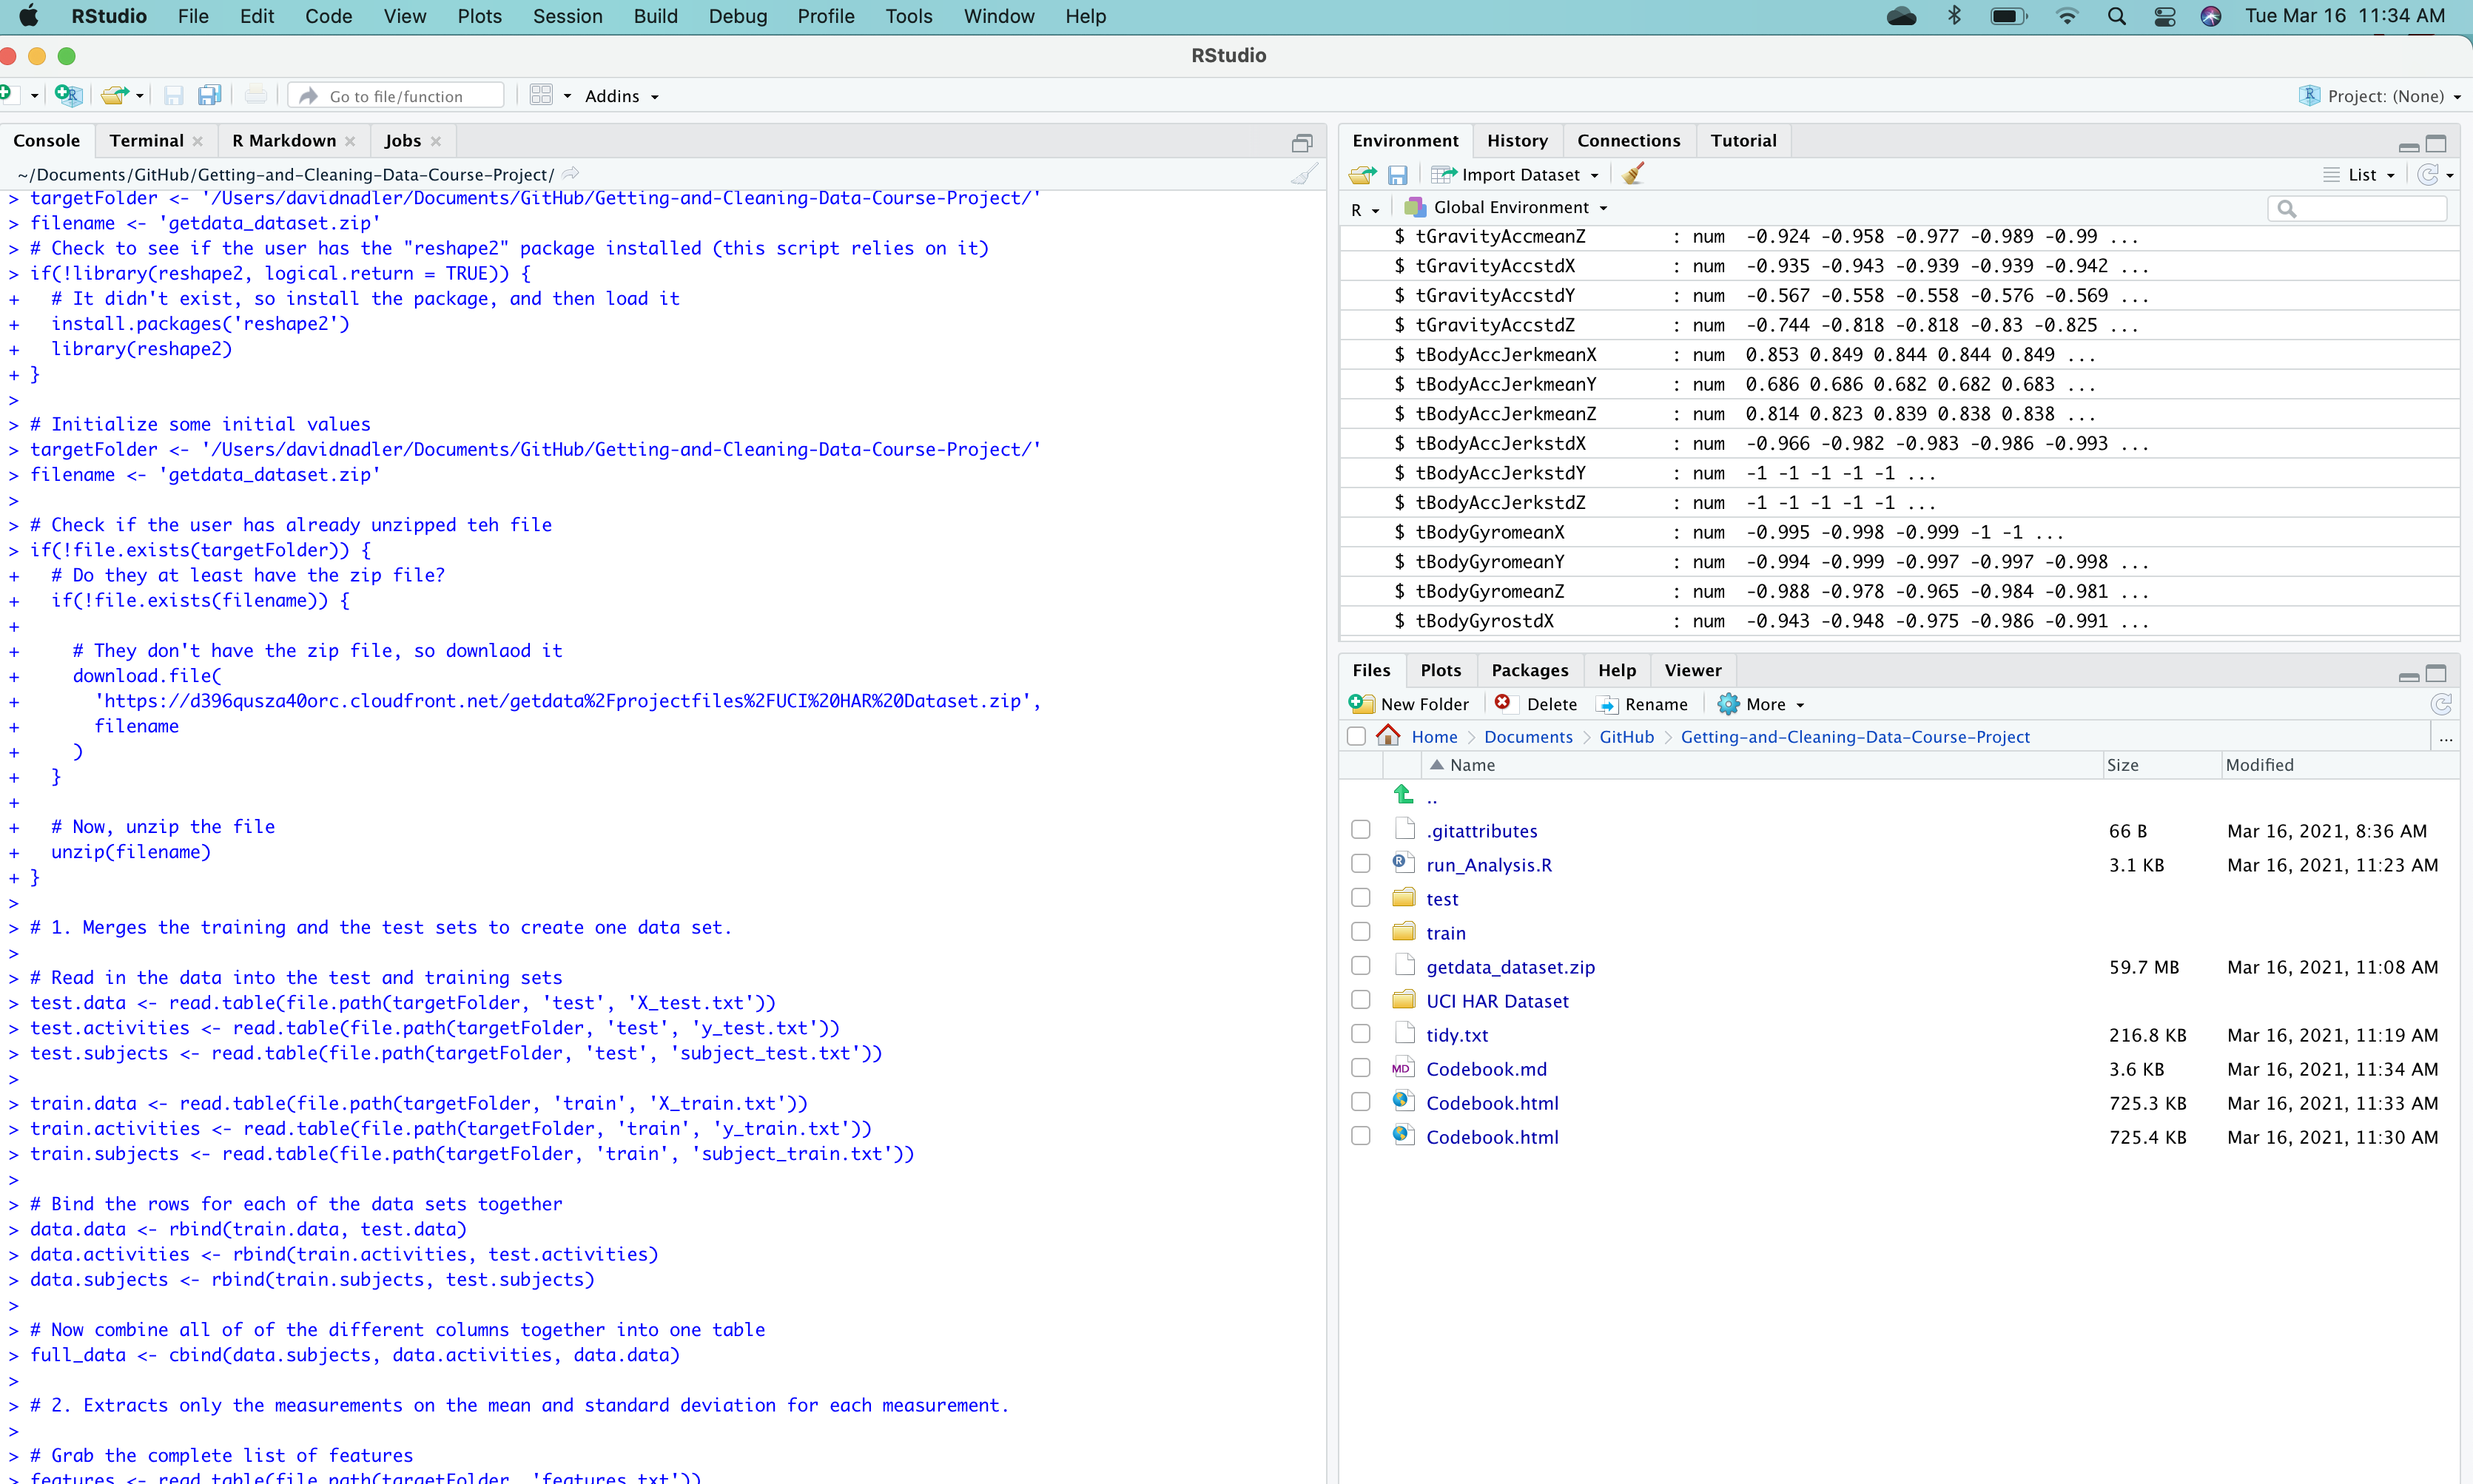 RStudio File Edit Code View Plots Session Build Debug Profile Tools Window Help Tue Mar 16 11:34 AM
RStudio
Go to file/function Addins Project: (None)
Console Terminal R Markdown Jobs
~/Documents/GitHub/Getting-and-Cleaning-Data-Course-Project/
> targetFolder <- '/Users/davidnadler/Documents/GitHub/Getting-and-Cleaning-Data-Course-Project/'
> filename <- 'getdata_dataset.zip'
> # Check to see if the user has the "reshape2" package installed (this script relies on it)
> if(!library(reshape2, logical.return = TRUE)) {
+   # It didn't exist, so install the package, and then load it
+   install.packages('reshape2')
+   library(reshape2)
+ }
>
> # Initialize some initial values
> targetFolder <- '/Users/davidnadler/Documents/GitHub/Getting-and-Cleaning-Data-Course-Project/'
> filename <- 'getdata_dataset.zip'
>
> # Check if the user has already unzipped teh file
> if(!file.exists(targetFolder)) {
+   # Do they at least have the zip file?
+   if(!file.exists(filename)) {
+
+     # They don't have the zip file, so downlaod it
+     download.file(
+       'https://d396qusza40orc.cloudfront.net/getdata%2Fprojectfiles%2FUCI%20HAR%20Dataset.zip',
+       filename
+     )
+   }
+
+   # Now, unzip the file
+   unzip(filename)
+ }
>
> # 1. Merges the training and the test sets to create one data set.
>
> # Read in the data into the test and training sets
> test.data <- read.table(file.path(targetFolder, 'test', 'X_test.txt'))
> test.activities <- read.table(file.path(targetFolder, 'test', 'y_test.txt'))
> test.subjects <- read.table(file.path(targetFolder, 'test', 'subject_test.txt'))
>
> train.data <- read.table(file.path(targetFolder, 'train', 'X_train.txt'))
> train.activities <- read.table(file.path(targetFolder, 'train', 'y_train.txt'))
> train.subjects <- read.table(file.path(targetFolder, 'train', 'subject_train.txt'))
>
> # Bind the rows for each of the data sets together
> data.data <- rbind(train.data, test.data)
> data.activities <- rbind(train.activities, test.activities)
> data.subjects <- rbind(train.subjects, test.subjects)
>
> # Now combine all of of the different columns together into one table
> full_data <- cbind(data.subjects, data.activities, data.data)
>
> # 2. Extracts only the measurements on the mean and standard deviation for each measurement.
>
> # Grab the complete list of features
> features <- read.table(file.path(targetFolder, 'features.txt'))
Environment History Connections Tutorial
Import Dataset List
R Global Environment
$ tGravityAccmeanZ : num -0.924 -0.958 -0.977 -0.989 -0.99 ...
$ tGravityAccstdX : num -0.935 -0.943 -0.939 -0.939 -0.942 ...
$ tGravityAccstdY : num -0.567 -0.558 -0.558 -0.576 -0.569 ...
$ tGravityAccstdZ : num -0.744 -0.818 -0.818 -0.83 -0.825 ...
$ tBodyAccJerkmeanX : num 0.853 0.849 0.844 0.844 0.849 ...
$ tBodyAccJerkmeanY : num 0.686 0.686 0.682 0.682 0.683 ...
$ tBodyAccJerkmeanZ : num 0.814 0.823 0.839 0.838 0.838 ...
$ tBodyAccJerkstdX : num -0.966 -0.982 -0.983 -0.986 -0.993 ...
$ tBodyAccJerkstdY : num -1 -1 -1 -1 -1 ...
$ tBodyAccJerkstdZ : num -1 -1 -1 -1 -1 ...
$ tBodyGyromeanX : num -0.995 -0.998 -0.999 -1 -1 ...
$ tBodyGyromeanY : num -0.994 -0.999 -0.997 -0.997 -0.998 ...
$ tBodyGyromeanZ : num -0.988 -0.978 -0.965 -0.984 -0.981 ...
$ tBodyGyrostdX : num -0.943 -0.948 -0.975 -0.986 -0.991 ...
Files Plots Packages Help Viewer
New Folder Delete Rename More
Home Documents GitHub Getting-and-Cleaning-Data-Course-Project ...
Name Size Modified
..
.gitattributes 66 B Mar 16, 2021, 8:36 AM
run_Analysis.R 3.1 KB Mar 16, 2021, 11:23 AM
test
train
getdata_dataset.zip 59.7 MB Mar 16, 2021, 11:08 AM
UCI HAR Dataset
tidy.txt 216.8 KB Mar 16, 2021, 11:19 AM
MD Codebook.md 3.6 KB Mar 16, 2021, 11:34 AM
Codebook.html 725.3 KB Mar 16, 2021, 11:33 AM
Codebook.html 725.4 KB Mar 16, 2021, 11:30 AM